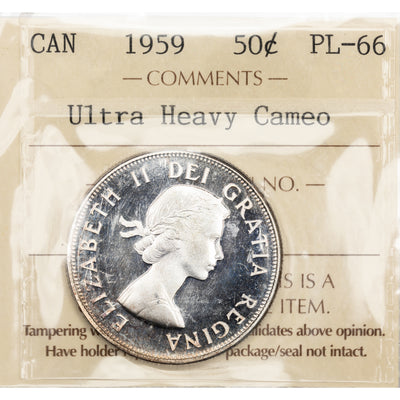 CAN 1959 50¢ PL-66
— COMMENTS —
Ultra Heavy Cameo
NO. —
ELIZABETH II DEI GRATIA REGINA
IS A
ITEM.
Tampering above opinion.
Have holder package/seal not intact.